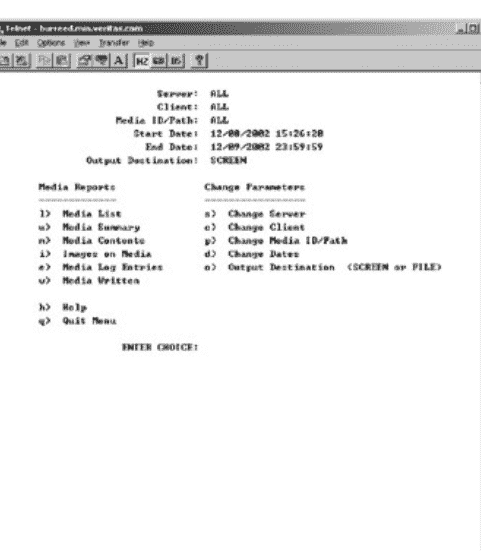 Telnet - burreed.min.veritas.com
Edit Options View Transfer Help
A HZ ?
Server: ALL
Client: ALL
Media ID/Path: ALL
Start Date: 12/08/2002 15:26:20
End Date: 12/09/2002 23:59:59
Output Destination: SCREEN
Media Reports Change Parameters
l) Media List s) Change Server
u) Media Summary c) Change Client
m) Media Contents p) Change Media ID/Path
i) Images on Media d) Change Dates
e) Media Log Entries o) Output Destination (SCREEN or FILE)
w) Media Written
h) Help
q) Quit Menu
ENTER CHOICE: